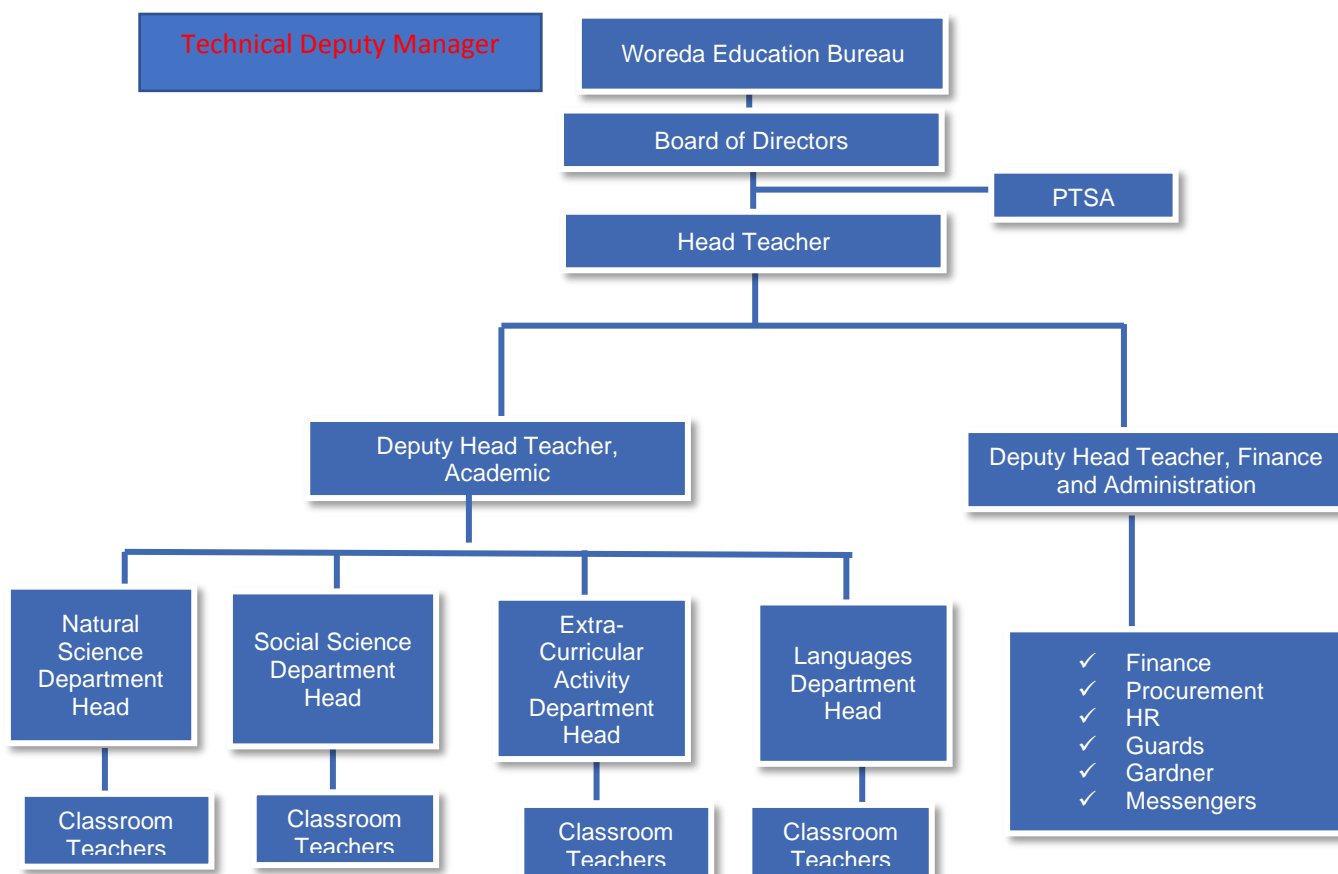 Technical Deputy Manager
Woreda Education Bureau
Board of Directors
PTSA
Head Teacher
Deputy Head Teacher,
Academic
Deputy Head Teacher, Finance
and Administration
Natural
Science
Department
Head
Social Science
Department
Head
Extra-
Curricular
Activity
Department
Head
Languages
Department
Head
✓ Finance
✓ Procurement
✓ HR
✓ Guards
✓ Gardner
✓ Messengers
Classroom
Teachers
Classroom
Teachers
Classroom
Teachers
Classroom
Teachers